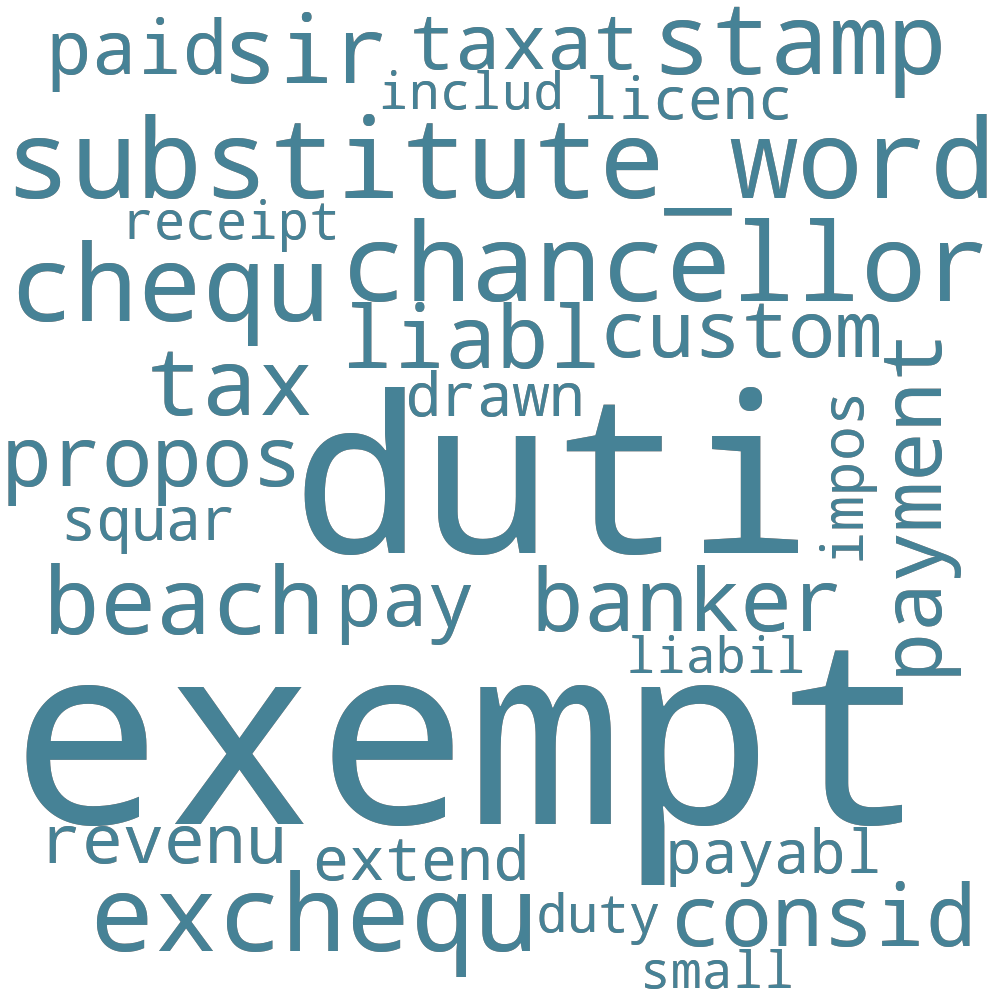 paid sir taxat stamp
includ licenc
substitute_word
receipt
chequ chancellor
liabl custom
tax drawn
propos duti impos payment
squar
beach pay banker
liabil
exempt
revenu extend payabl
exchequ duty consid
small